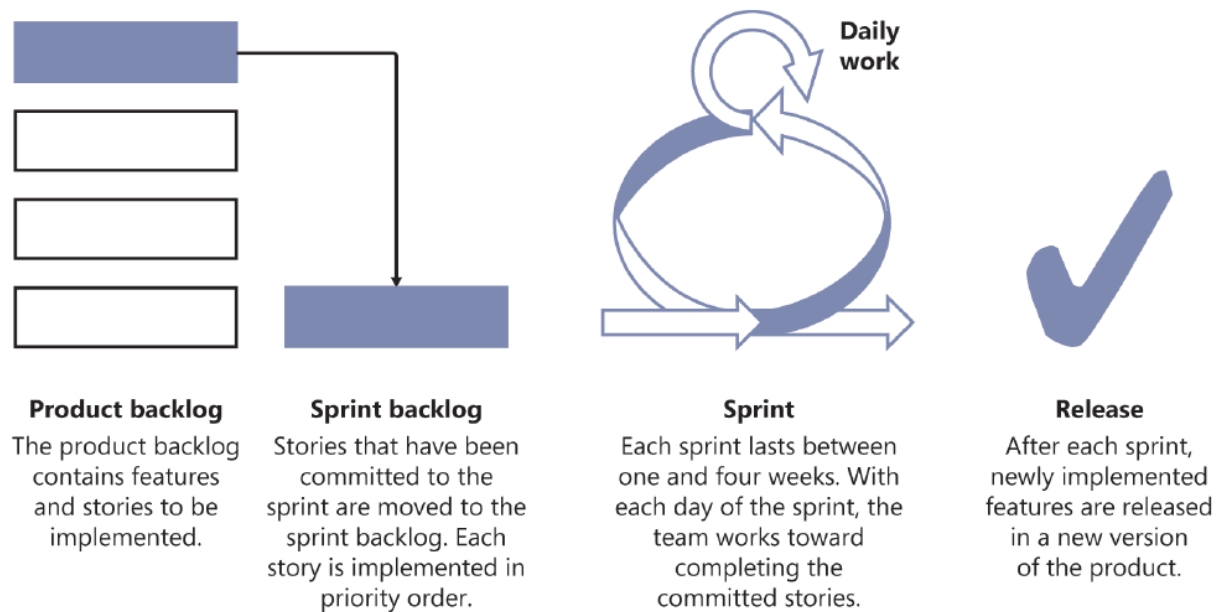 Daily
work
Product backlog
The product backlog
contains features
and stories to be
implemented.
Sprint backlog
Stories that have been
committed to the
sprint are moved to the
sprint backlog. Each
story is implemented in
priority order.
Sprint
Each sprint lasts between
one and four weeks. With
each day of the sprint, the
team works toward
completing the
committed stories.
Release
After each sprint,
newly implemented
features are released
in a new version
of the product.